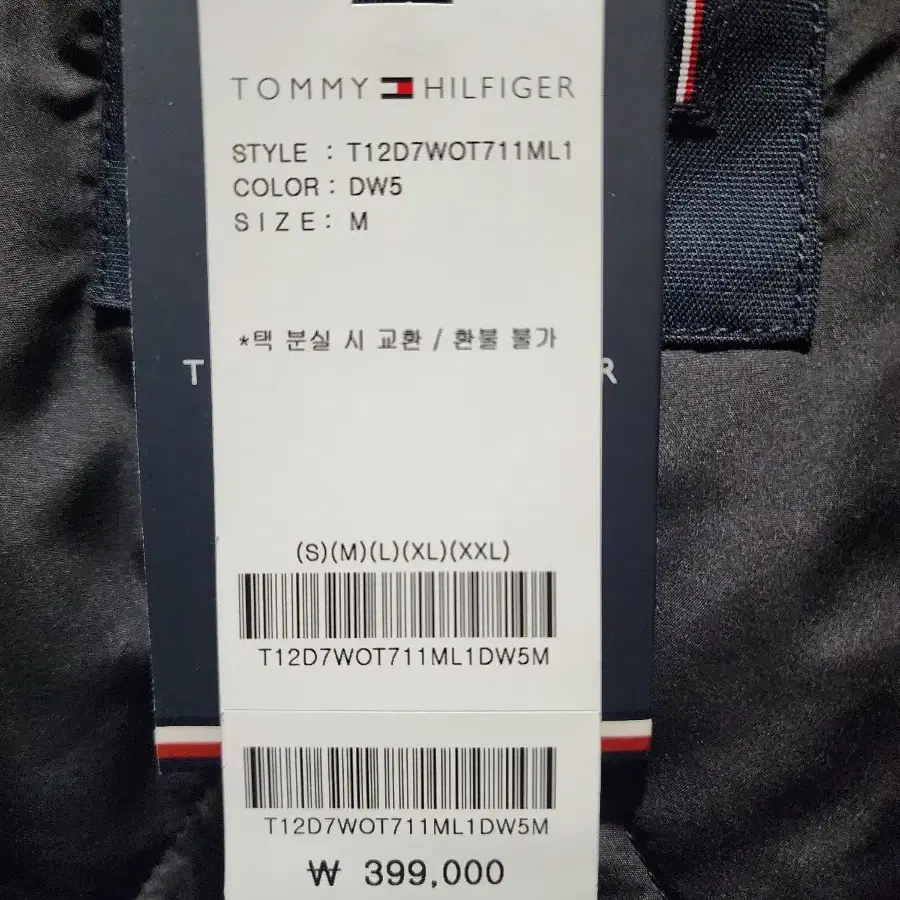 TOMMY HILFIGER
STYLE : T12D7WOT711ML1
COLOR : DW5
SIZE : M
*택 분실 시 교환 / 환불 불가
T R
(S)(M)(L)(XL)(XXL)
T12D7WOT711ML1DW5M
T12D7WOT711ML1DW5M
₩ 399,000